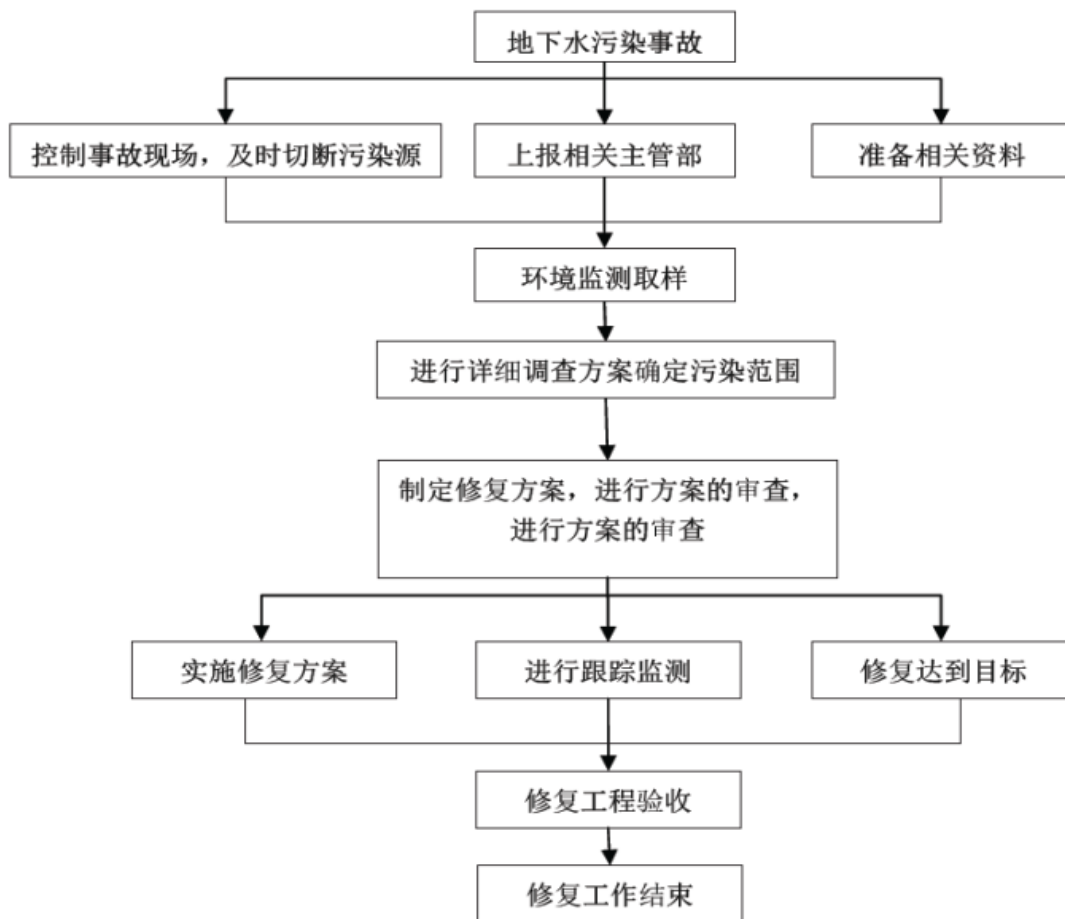 地下水污染事故
控制事故现场，及时切断污染源
上报相关主管部
准备相关资料
环境监测取样
进行详细调查方案确定污染范围
制定修复方案，进行方案的审查，
进行方案的审查
实施修复方案
进行跟踪监测
修复达到目标
修复工程验收
修复工作结束